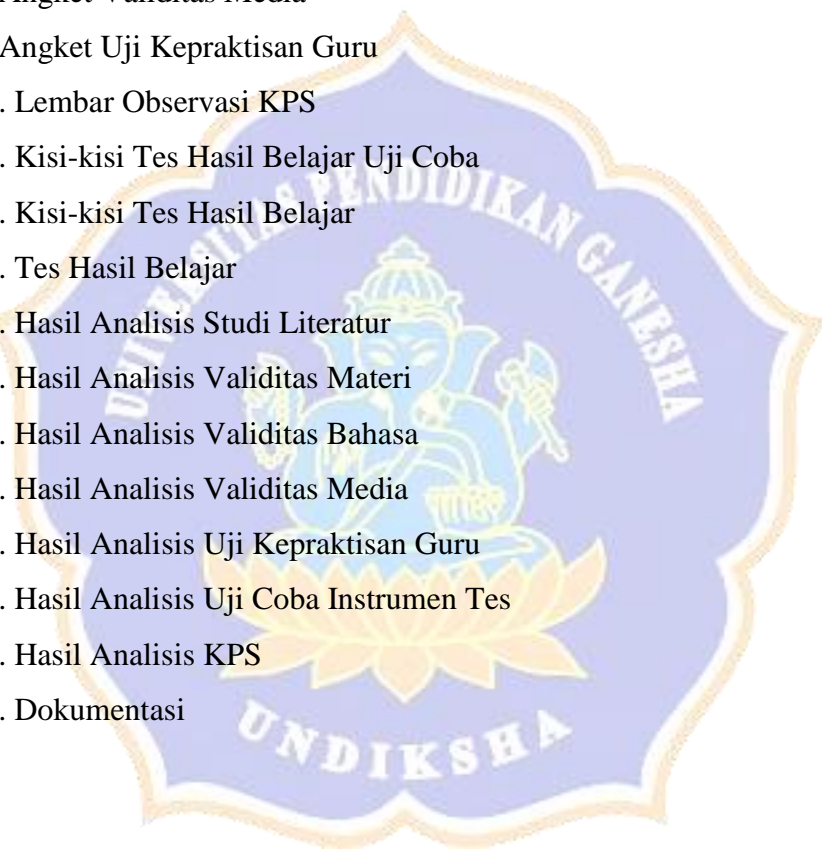 Angket Validitas Media
Angket Uji Kepraktisan Guru
. Lembar Observasi KPS
. Kisi-kisi Tes Hasil Belajar Uji Coba
. Kisi-kisi Tes Hasil Belajar
. Tes Hasil Belajar
. Hasil Analisis Studi Literatur
. Hasil Analisis Validitas Materi
. Hasil Analisis Validitas Bahasa
. Hasil Analisis Validitas Media
. Hasil Analisis Uji Kepraktisan Guru
. Hasil Analisis Uji Coba Instrumen Tes
. Hasil Analisis KPS
. Dokumentasi
UNIVERSITAS PENDIDIKAN GANESHA
UNDIKSHA